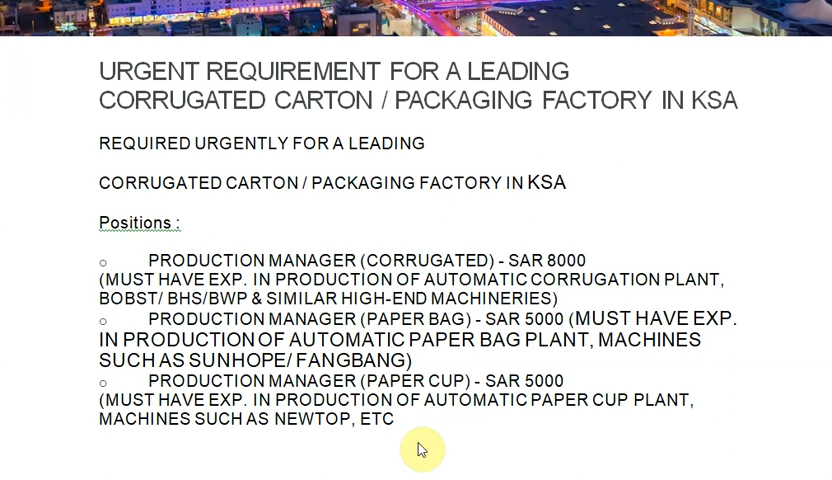 URGENT REQUIREMENT FOR A LEADING
CORRUGATED CARTON / PACKAGING FACTORY IN KSA
REQUIRED URGENTLY FOR A LEADING
CORRUGATED CARTON / PACKAGING FACTORY IN KSA
Positions :
o PRODUCTION MANAGER (CORRUGATED) - SAR 8000
(MUST HAVE EXP. IN PRODUCTION OF AUTOMATIC CORRUGATION PLANT,
BOBST/ BHS/BWP & SIMILAR HIGH-END MACHINERIES)
o PRODUCTION MANAGER (PAPER BAG) - SAR 5000 (MUST HAVE EXP.
IN PRODUCTION OF AUTOMATIC PAPER BAG PLANT, MACHINES
SUCH AS SUNHOPE/ FANGBANG)
o PRODUCTION MANAGER (PAPER CUP) - SAR 5000
(MUST HAVE EXP. IN PRODUCTION OF AUTOMATIC PAPER CUP PLANT,
MACHINES SUCH AS NEWTOP, ETC